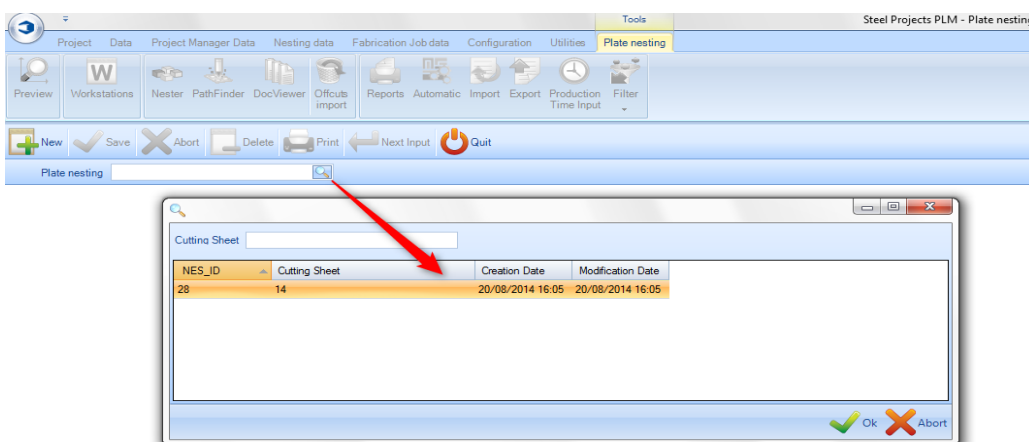 Tools
Steel Projects PLM - Plate nesting
Project Data Project Manager Data Nesting data Fabrication Job data Configuration Utilities Plate nesting
Preview Workstations Nester PathFinder DocViewer Offcuts import Reports Automatic Import Export Production Time Input Filter
New Save Abort Delete Print Next Input Quit
Plate nesting
Cutting Sheet
NES_ID Cutting Sheet Creation Date Modification Date
28 14 20/08/2014 16:05 20/08/2014 16:05
Ok Abort